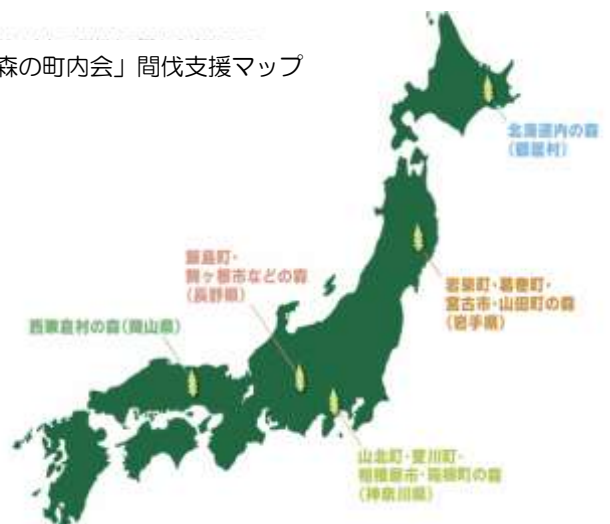 森の町内会」間伐支援マップ
北海道内の森
(鶴居村)
飯島町・
駒ヶ根市などの森
(長野県)
岩泉町・葛巻町・
宮古市・山田町の森
(岩手県)
西粟倉村の森(岡山県)
山北町・愛川町・
相模原市・箱根町の森
(神奈川県)